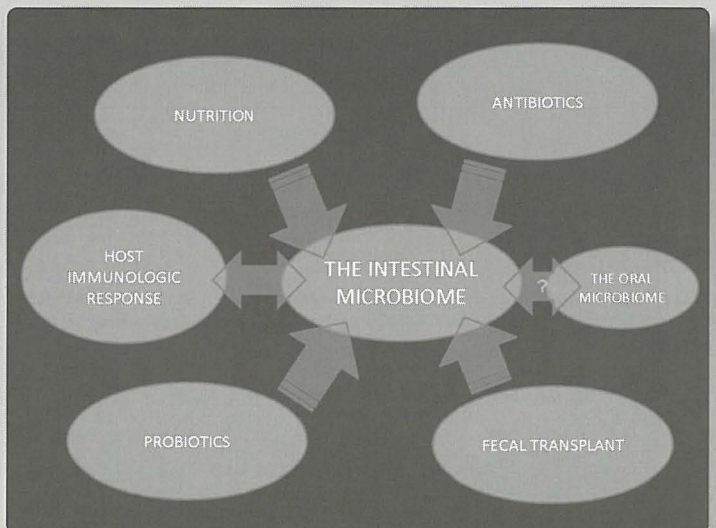 NUTRITION
ANTIBIOTICS
HOST
IMMUNOLOGIC
RESPONSE
THE INTESTINAL
MICROBIOME
?
THE ORAL
MICROBIOME
PROBIOTICS
FECAL TRANSPLANT